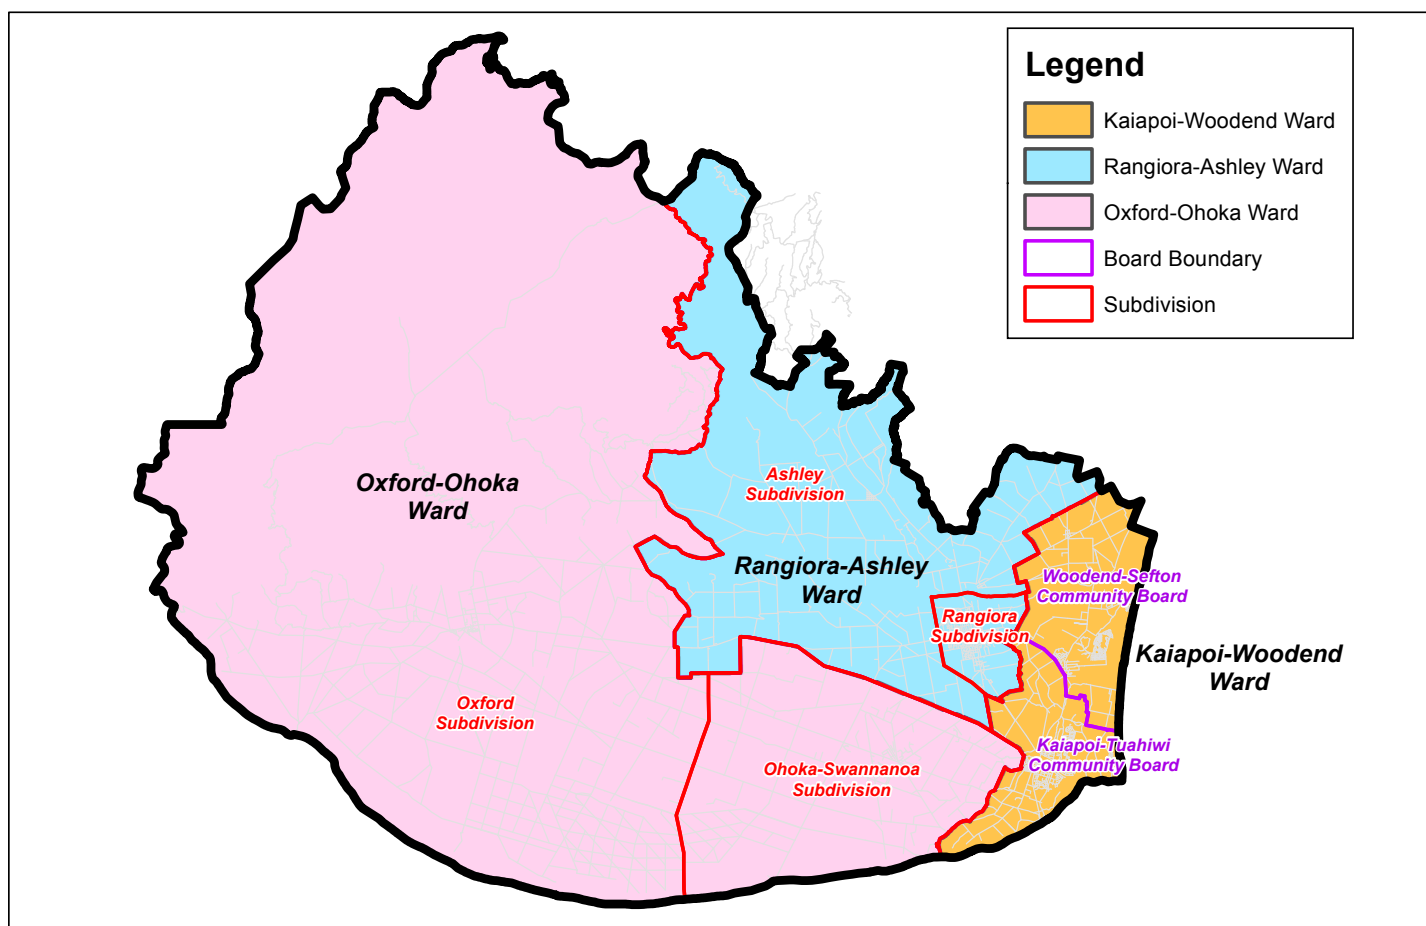 Legend
Kaiapoi-Woodend Ward
Rangiora-Ashley Ward
Oxford-Ohoka Ward
Board Boundary
Subdivision
Oxford-Ohoka
Ward
Ashley
Subdivision
Rangiora-Ashley
Ward
Woodend-Sefton
Community Board
Rangiora
Subdivision
Kaiapoi-Woodend
Ward
Oxford
Subdivision
Ohoka-Swannanoa
Subdivision
Kaiapoi-Tuahiwi
Community Board